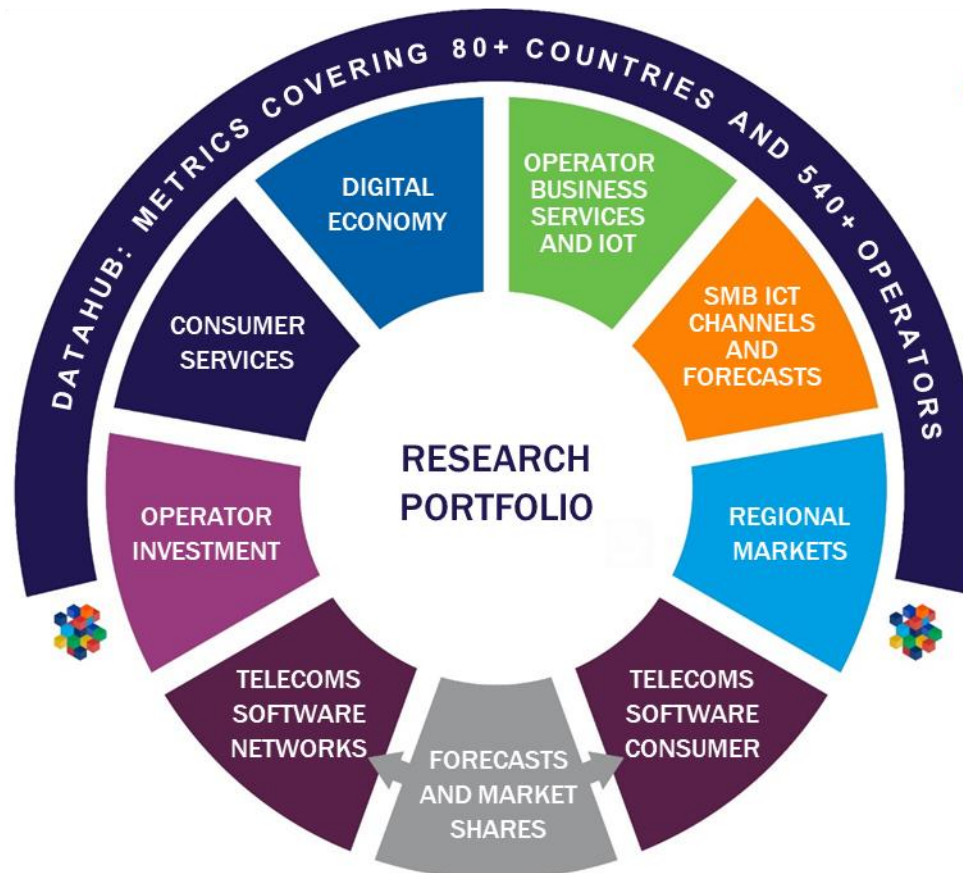 DATAHUB: METRICS COVERING 80+ COUNTRIES AND 540+ OPERATORS
DIGITAL
ECONOMY
OPERATOR
BUSINESS
SERVICES
AND IOT
CONSUMER
SERVICES
SMB ICT
CHANNELS
AND
FORECASTS
RESEARCH
PORTFOLIO
OPERATOR
INVESTMENT
REGIONAL
MARKETS
TELECOMS
SOFTWARE
NETWORKS
TELECOMS
SOFTWARE
CONSUMER
FORECASTS
AND MARKET
SHARES